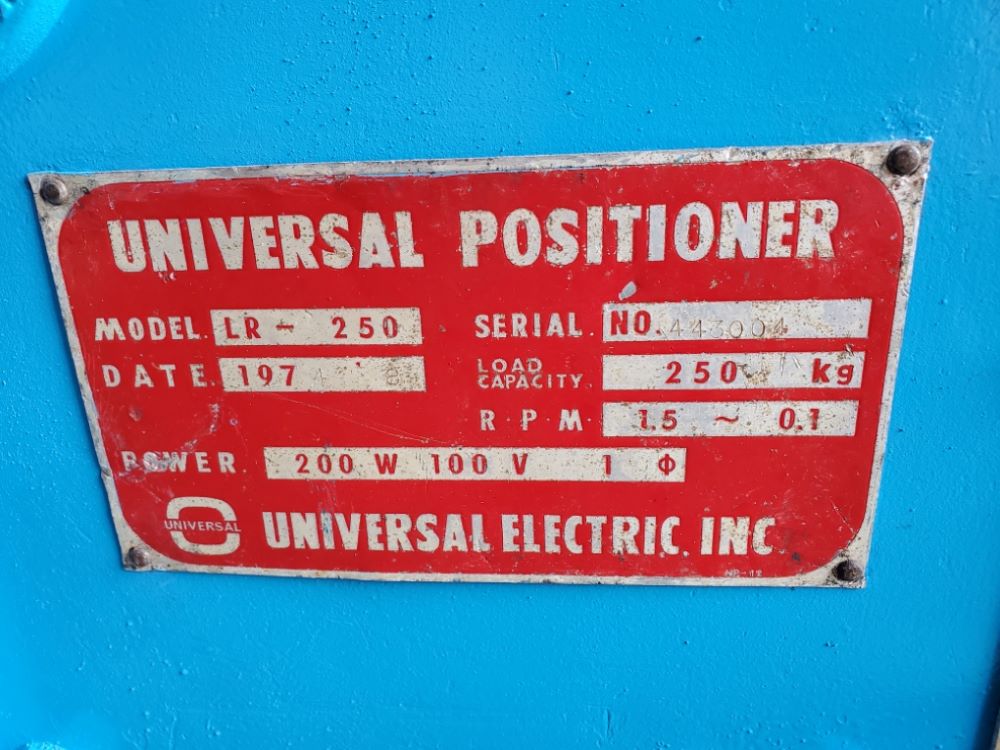 UNIVERSAL POSITIONER
MODEL. LR - 250
SERIAL. NO. 443004
DATE. 197
LOAD CAPACITY. 250 kg
R·P·M 1.5 ~ 0.1
POWER. 200 W 100 V 1 Φ
UNIVERSAL
UNIVERSAL ELECTRIC. INC